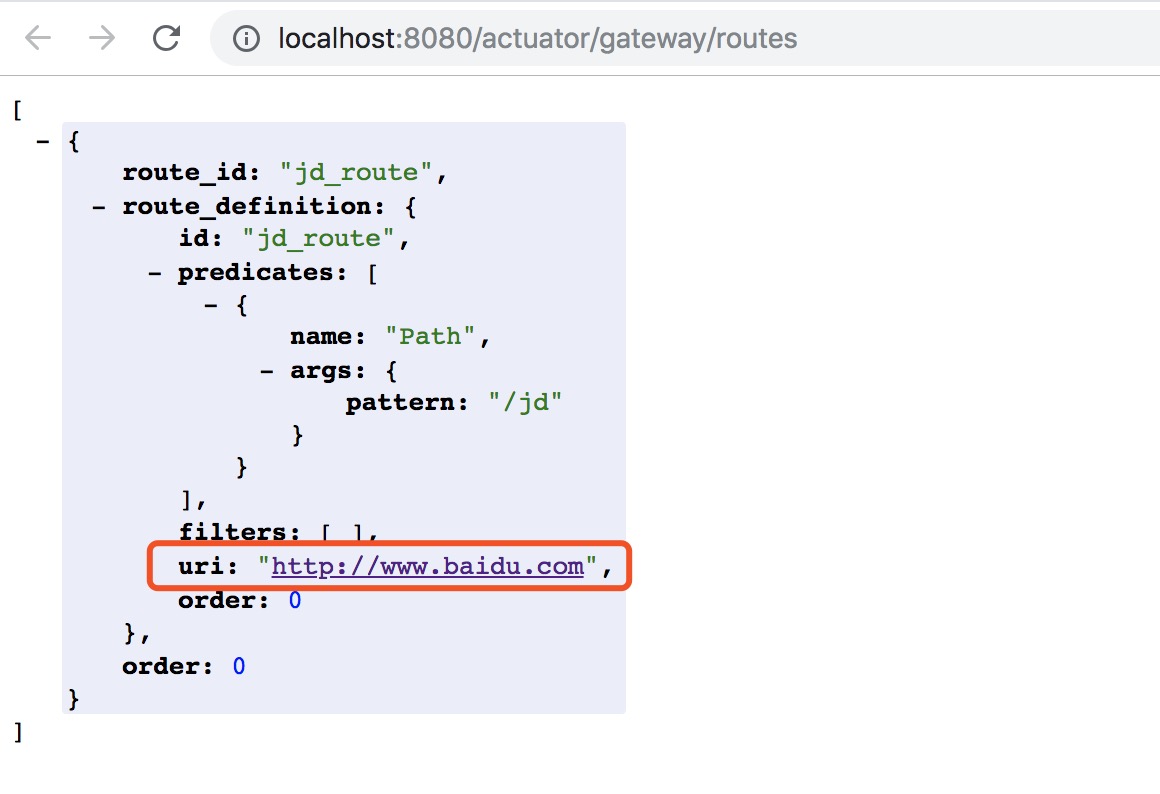 localhost:8080/actuator/gateway/routes
[
- {
route_id: "jd_route",
- route_definition: {
id: "jd_route",
- predicates: [
- {
name: "Path",
- args: {
pattern: "/jd"
}
}
],
filters: [ ],
uri: "http://www.baidu.com",
order: 0
},
order: 0
}
]